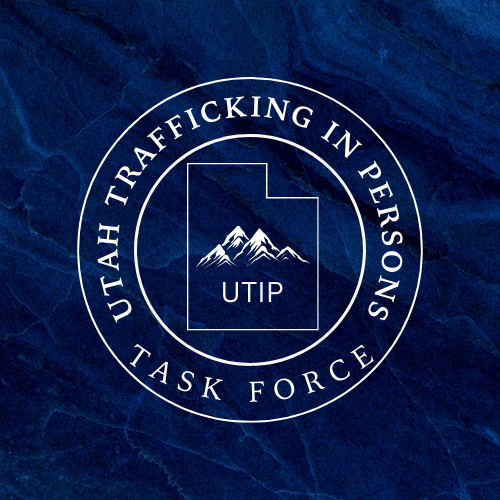 UTAH TRAFFICKING IN PERSONS
UTIP
TASK FORCE